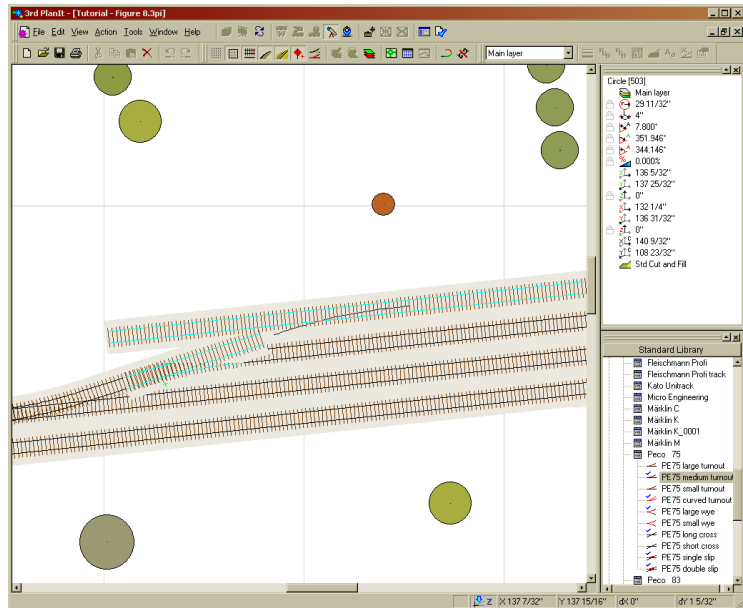 3rd PlanIt - [Tutorial - Figure 8.3pi]
File Edit View Action Tools Window Help
Main layer
Circle [503]
Main layer
29 11/32"
4"
7.800°
351.946°
344.146°
0.000%
136 5/32"
137 25/32"
0"
132 1/4"
136 31/32"
0"
140 9/32"
108 23/32"
Std Cut and Fill
Standard Library
Fleischmann Profi
Fleischmann Profi track
Kato Unitrack
Micro Engineering
Märklin C
Märklin K
Märklin K_0001
Märklin M
Peco 75
PE75 large turnout
PE75 medium turnout
PE75 small turnout
PE75 curved turnout
PE75 large wye
PE75 small wye
PE75 long cross
PE75 short cross
PE75 single slip
PE75 double slip
Peco 83
Z X 137 7/32" Y 137 15/16" dX 0" dY 1 5/32"